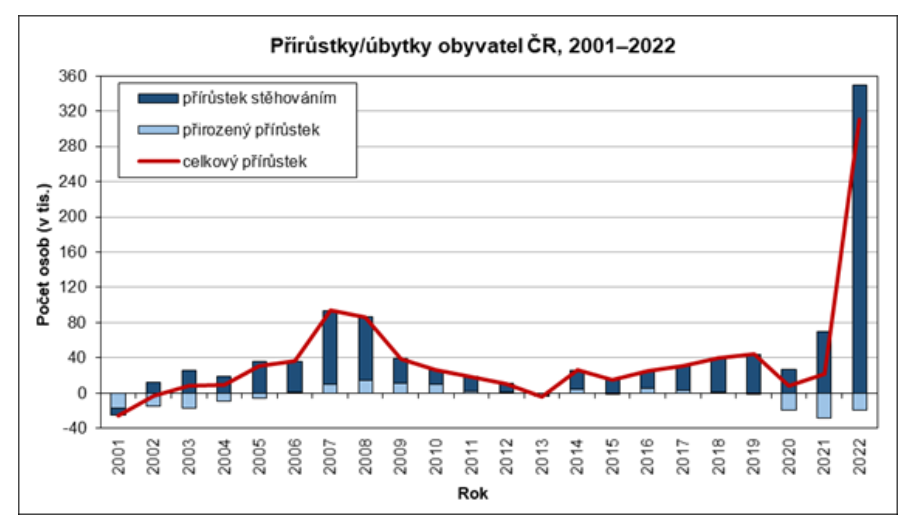 Přírůstky/úbytky obyvatel ČR, 2001–2022
přírůstek stěhováním
přirozený přírůstek
celkový přírůstek
Počet osob (v tis.)
360
320
280
240
200
160
120
80
40
0
-40
2001 2002 2003 2004 2005 2006 2007 2008 2009 2010 2011 2012 2013 2014 2015 2016 2017 2018 2019 2020 2021 2022
Rok